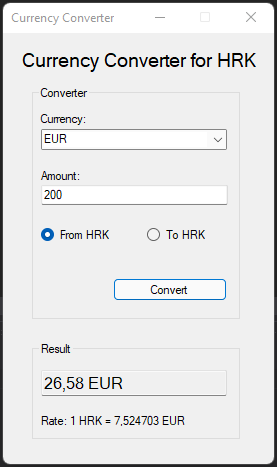 Currency Converter
Currency Converter for HRK
Converter
Currency:
EUR
Amount:
200
From HRK
To HRK
Convert
Result
26,58 EUR
Rate: 1 HRK = 7,524703 EUR